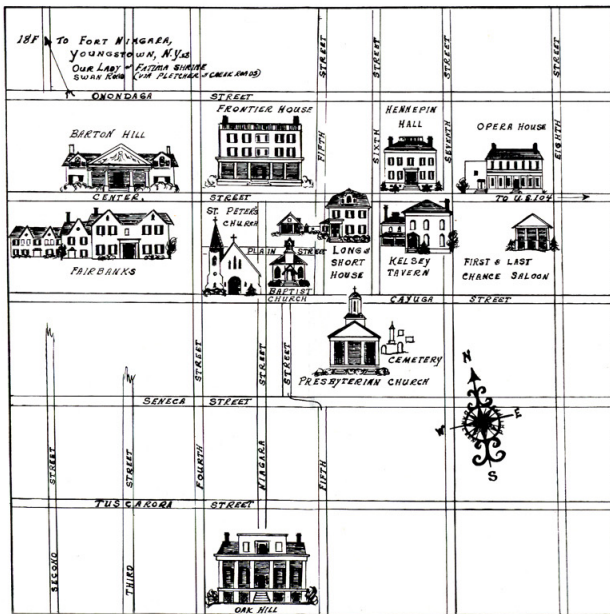 18F TO FORT NIAGARA,
YOUNGSTOWN, N.Y.
OUR LADY OF FATIMA SHRINE
SWAN ROAD (VIA PLETCHER & CREEK ROADS)
STREET
STREET
STREET
STREET
ONONDAGA STREET
FRONTIER HOUSE
HENNEPIN
HALL
OPERA HOUSE
BARTON HILL
FIFTH
SIXTH
SEVENTH
EIGHTH
CENTER STREET
TO U.S. 104
ST. PETER'S
CHURCH
PLAIN STREET
FAIRBANKS
BAPTIST
CHURCH
LONG &
SHORT
HOUSE
KELSEY
TAVERN
FIRST & LAST
CHANCE SALOON
CAYUGA STREET
CEMETERY
PRESBYTERIAN CHURCH
STREET
STREET
STREET
SENECA STREET
N
W
E
S
STREET
STREET
FOURTH
NIAGARA
FIFTH
TUSCARORA STREET
SECOND
THIRD
OAK HILL